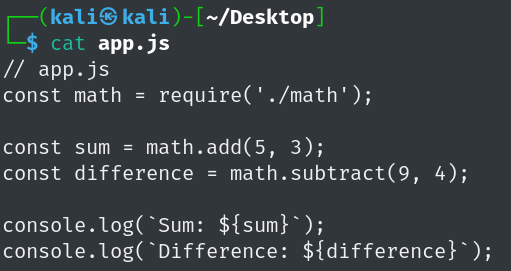 ┌──(kali㉿kali)-[~/Desktop]
└─$ cat app.js
// app.js
const math = require('./math');

const sum = math.add(5, 3);
const difference = math.subtract(9, 4);

console.log(`Sum: ${sum}`);
console.log(`Difference: ${difference}`);